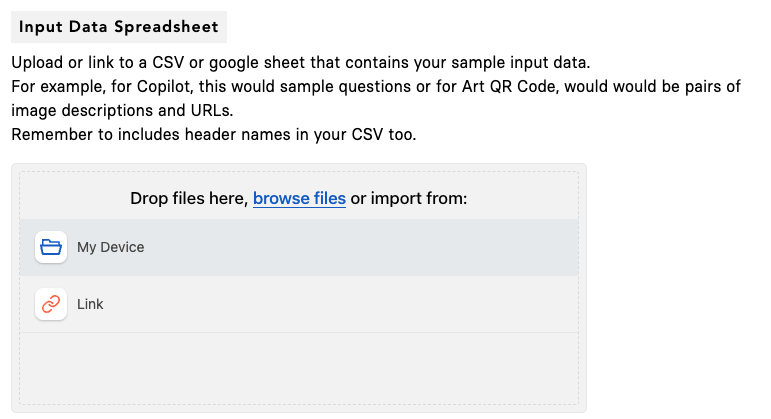 Input Data Spreadsheet
Upload or link to a CSV or google sheet that contains your sample input data.
For example, for Copilot, this would sample questions or for Art QR Code, would would be pairs of
image descriptions and URLs.
Remember to includes header names in your CSV too.
Drop files here, browse files or import from:
My Device
Link